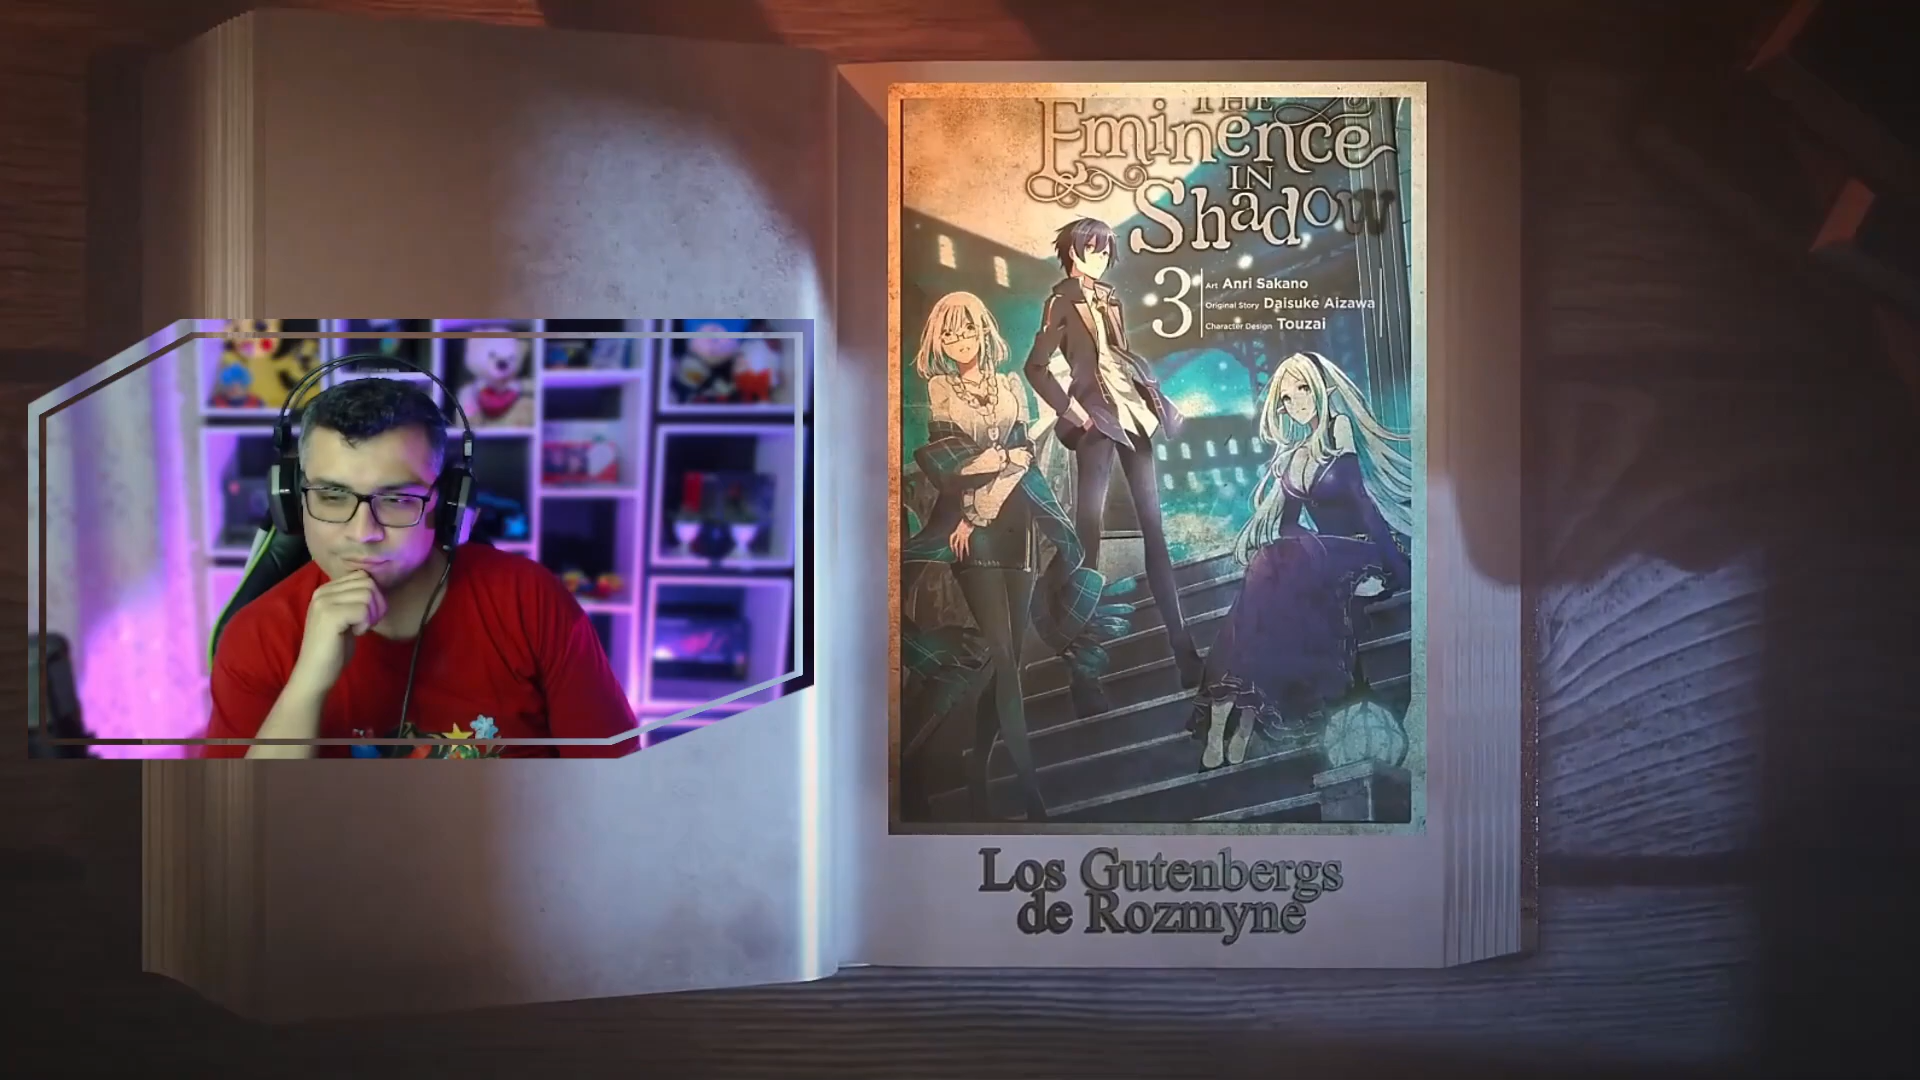 THE
Eminence
IN
Shadow
3
Art Anri Sakano
Original Story Daisuke Aizawa
Character Design Touzai
Los Gutenbergs
de Rozmyne